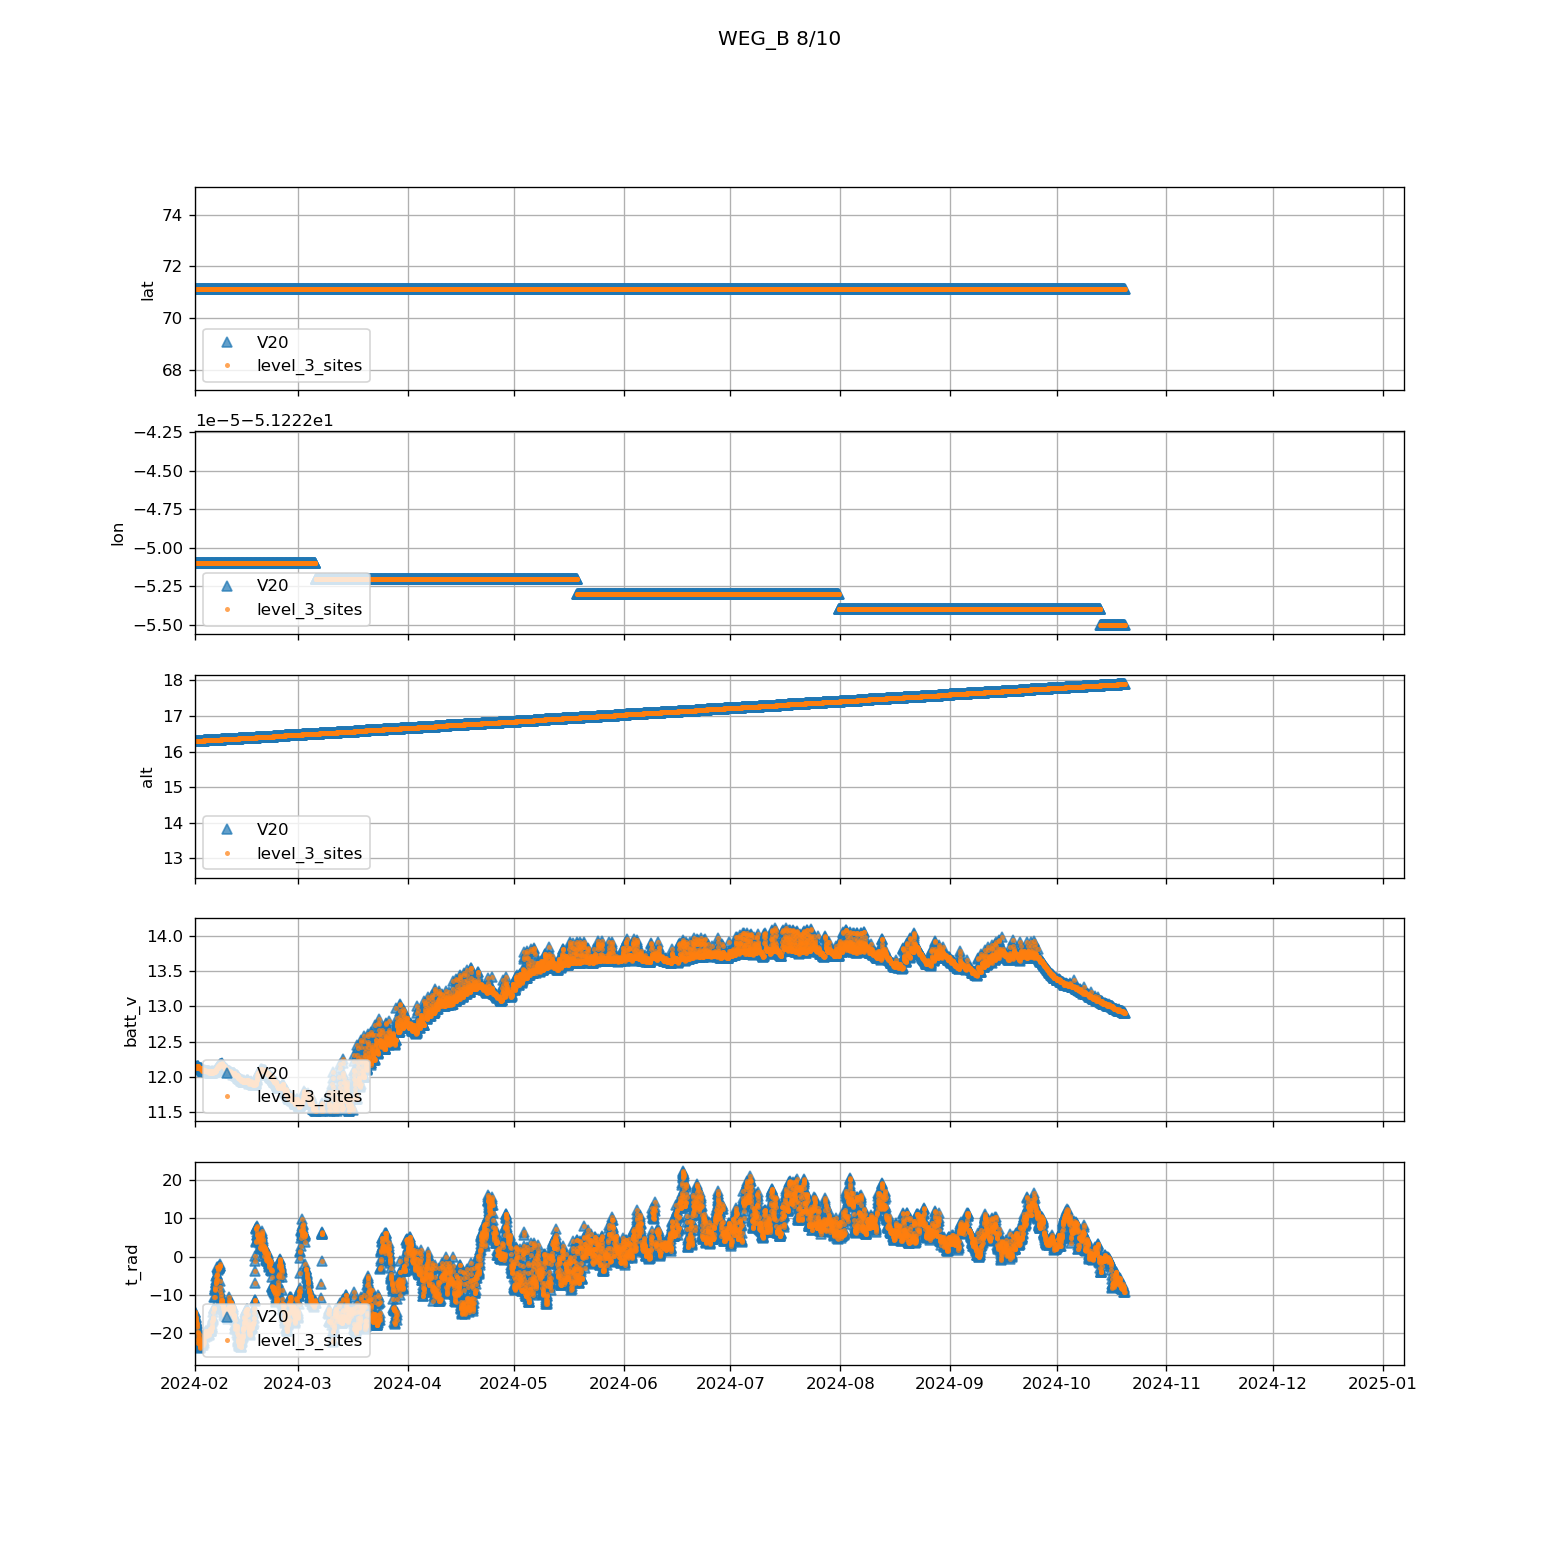 WEG_B 8/10
74
72
70
68
lat
V20
level_3_sites
1e−5−5.1222e1
−4.25
−4.50
−4.75
−5.00
−5.25
−5.50
lon
V20
level_3_sites
18
17
16
15
14
13
alt
V20
level_3_sites
14.0
13.5
13.0
12.5
12.0
11.5
batt_v
V20
level_3_sites
20
10
0
−10
−20
t_rad
V20
level_3_sites
2024-02 2024-03 2024-04 2024-05 2024-06 2024-07 2024-08 2024-09 2024-10 2024-11 2024-12 2025-01